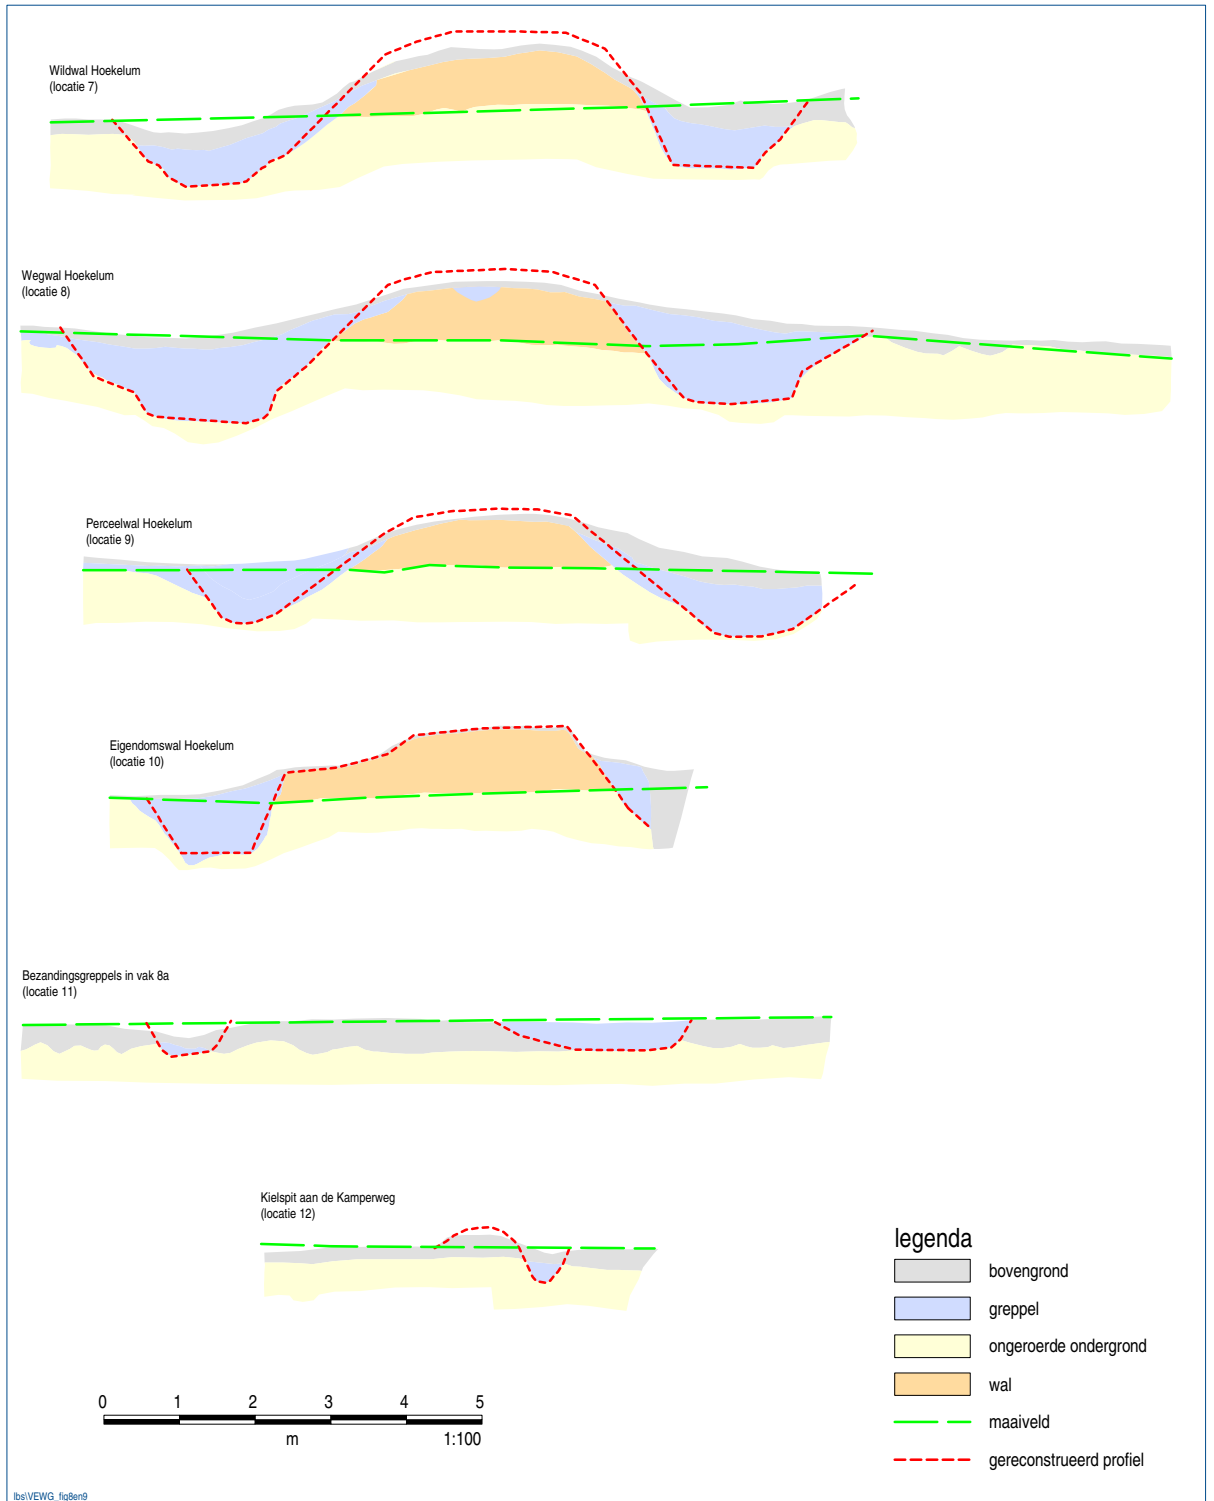 Wildwal Hoekelum
(locatie 7)
Wegwal Hoekelum
(locatie 8)
Perceelwal Hoekelum
(locatie 9)
Eigendomswal Hoekelum
(locatie 10)
Bezandingsgreppels in vak 8a
(locatie 11)
Kielspit aan de Kamperweg
(locatie 12)
legenda
bovengrond
greppel
ongeroerde ondergrond
wal
maaiveld
gereconstrueerd profiel
0 1 2 3 4 5
m 1:100
lbs\VEWG_fig8en9